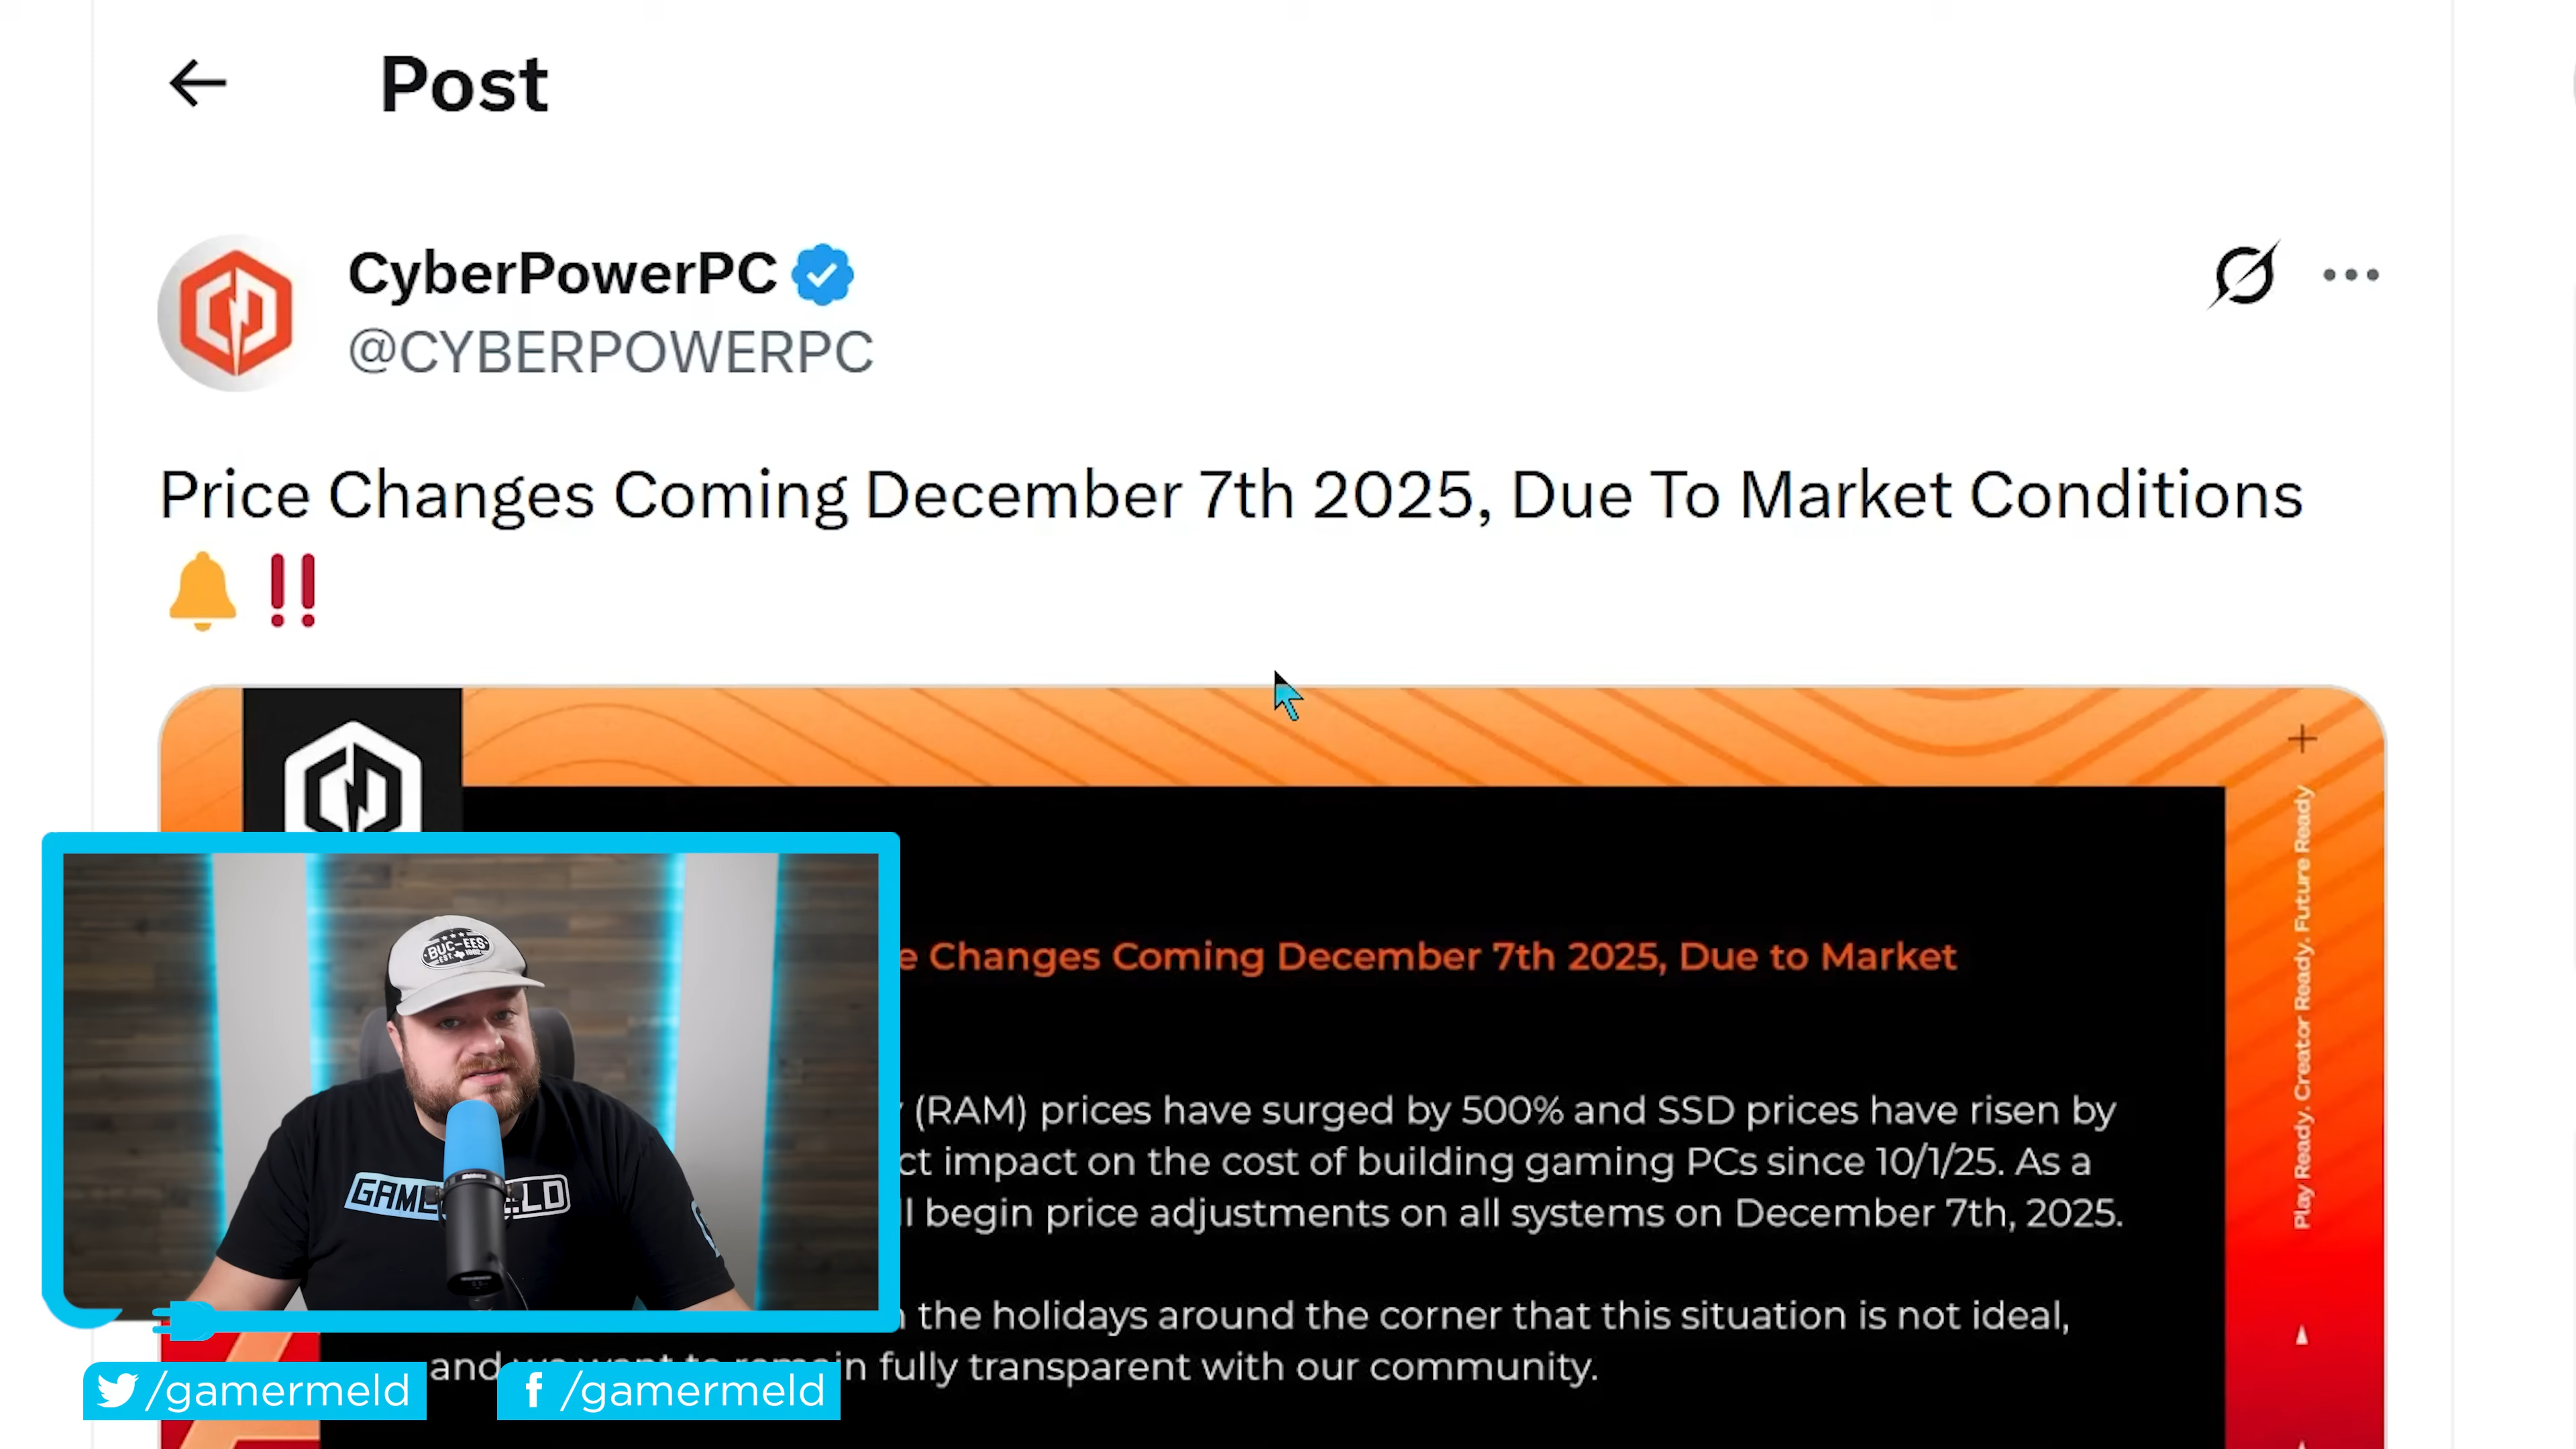 Post
CyberPowerPC
@CYBERPOWERPC
Price Changes Coming December 7th 2025, Due To Market Conditions
🔔‼
Changes Coming December 7th 2025, Due to Market
(RAM) prices have surged by 500% and SSD prices have risen by
impact on the cost of building gaming PCs since 10/1/25. As a
begin price adjustments on all systems on December 7th, 2025.
the holidays around the corner that this situation is not ideal,
and we want to remain fully transparent with our community.
Play Ready. Creator Ready. Future Ready
BUC-EES
/gamermeld
/gamermeld